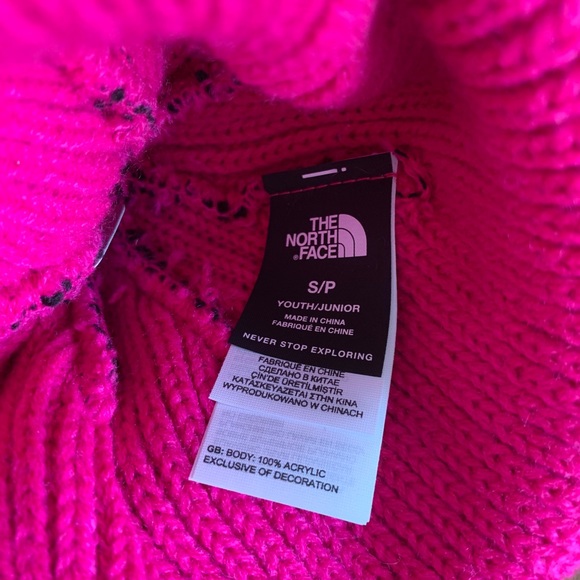 THE
NORTH
FACE
S/P
YOUTH/JUNIOR
MADE IN CHINA
FABRIQUÉ EN CHINE
NEVER STOP EXPLORING
FABRIQUÉ EN CHINE
СДЕЛАНО В КИТАЕ
ÇİN'DE ÜRETİLMİŞTİR
ΚΑΤΑΣΚΕΥΑΖΕΤΑΙ ΣΤΗΝ ΚΙΝΑ
WYPRODUKOWANO W CHINACH
GB: BODY: 100% ACRYLIC
EXCLUSIVE OF DECORATION